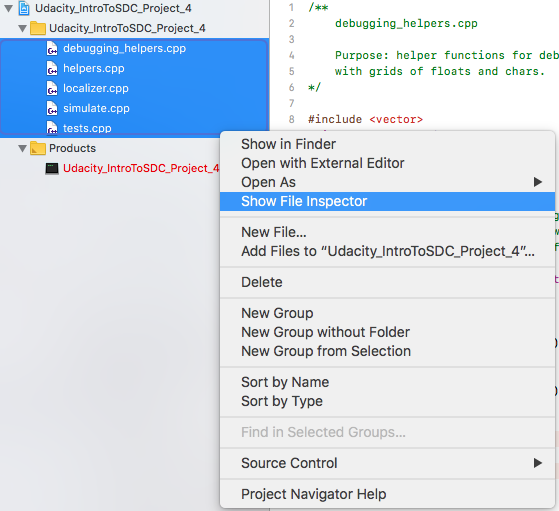 Udacity_IntroToSDC_Project_4
Udacity_IntroToSDC_Project_4
debugging_helpers.cpp
helpers.cpp
localizer.cpp
simulate.cpp
tests.cpp
Products
Udacity_IntroToSDC_Project_4
1 /**
2 debugging_helpers.cpp
3
4 Purpose: helper functions for deb
5 with grids of floats and chars.
6 */
7
8 #include <vector>
Show in Finder
Open with External Editor
Open As
Show File Inspector
New File...
Add Files to “Udacity_IntroToSDC_Project_4”...
Delete
New Group
New Group without Folder
New Group from Selection
Sort by Name
Sort by Type
Find in Selected Groups...
Source Control
Project Navigator Help